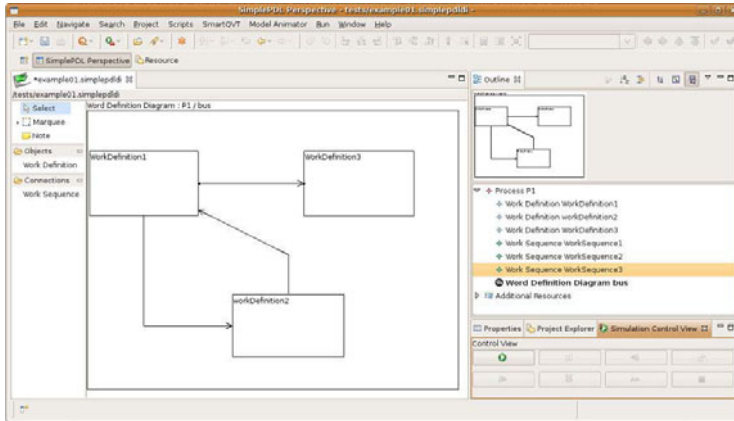 SimplePDL Perspective - tests/example01.simplepdldi -
File Edit Navigate Search Project Scripts SmartQVT Model Animator Run Window Help
SimplePDL Perspective Resource
*example01.simplepdldi
/tests/example01.simplepdldi
Select
Marquee
Note
Objects
Work Definition
Connections
Work Sequence
Word Definition Diagram : P1 / bus
WorkDefinition1
WorkDefinition3
workDefinition2
Outline
Process P1
Work Definition WorkDefinition1
Work Definition workDefinition2
Work Definition WorkDefinition3
Work Sequence WorkSequence1
Work Sequence WorkSequence2
Work Sequence WorkSequence3
Word Definition Diagram bus
Additional Resources
Properties Project Explorer Simulation Control View
Control View